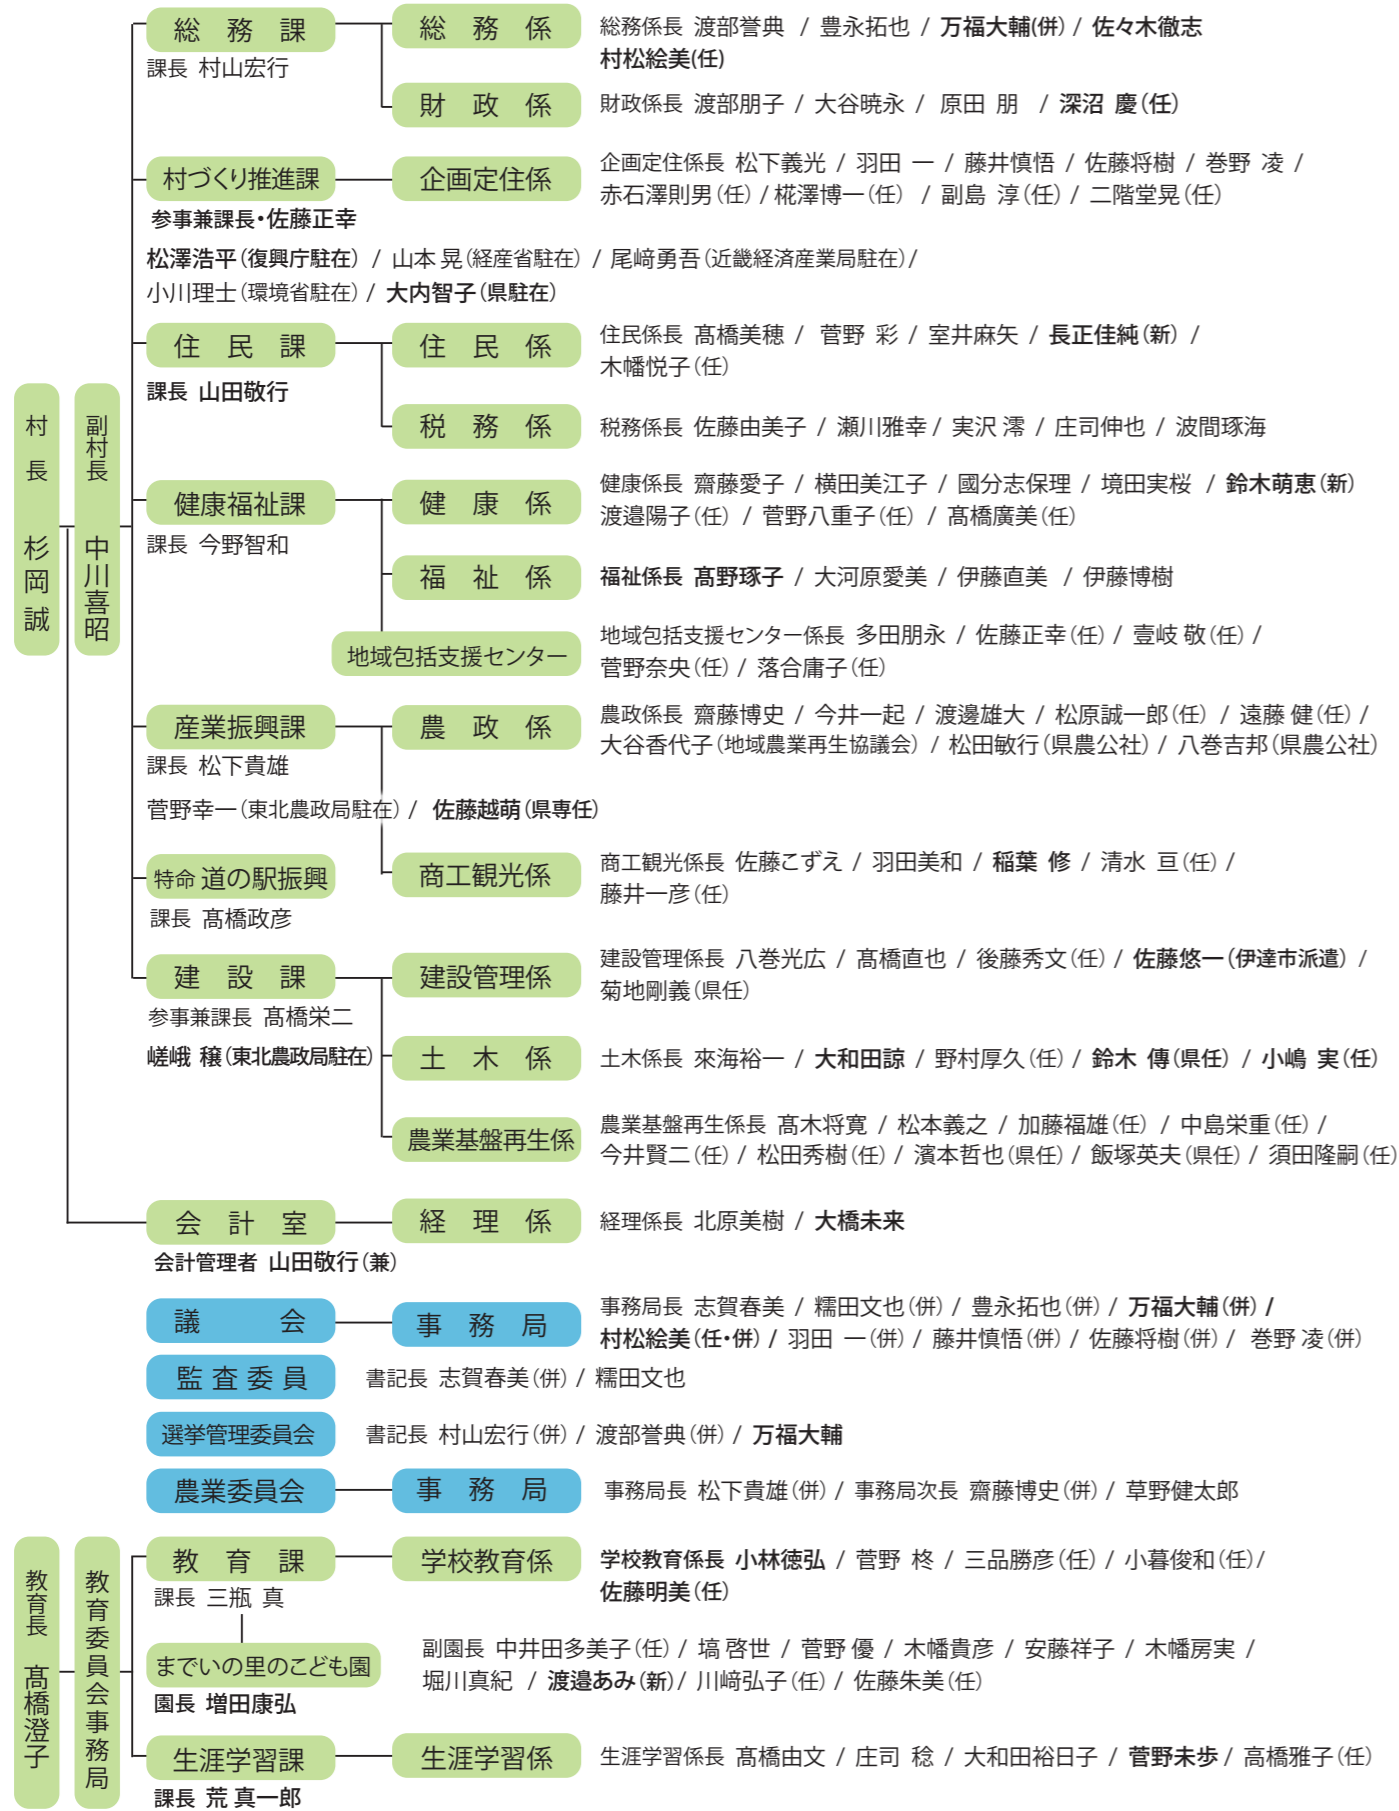 村長 杉岡誠
副村長 中川喜昭
総務課
課長 村山宏行
総務係
総務係長 渡部誉典 / 豊永拓也 / 万福大輔(併) / 佐々木徹志
村松絵美(任)
財政係
財政係長 渡部朋子 / 大谷暁永 / 原田 朋 / 深沼 慶(任)
村づくり推進課
参事兼課長・佐藤正幸
企画定住係
企画定住係長 松下義光 / 羽田 一 / 藤井慎悟 / 佐藤将樹 / 巻野 凌 /
赤石澤則男(任) / 椛澤博一(任) / 副島 淳(任) / 二階堂晃(任)
松澤浩平(復興庁駐在) / 山本 晃(経産省駐在) / 尾﨑勇吾(近畿経済産業局駐在) /
小川理士(環境省駐在) / 大内智子(県駐在)
住民課
課長 山田敬行
住民係
住民係長 髙橋美穂 / 菅野 彩 / 室井麻矢 / 長正佳純(新) /
木幡悦子(任)
税務係
税務係長 佐藤由美子 / 瀬川雅幸 / 実沢 澪 / 庄司伸也 / 波間琢海
健康福祉課
課長 今野智和
健康係
健康係長 齋藤愛子 / 横田美江子 / 國分志保理 / 境田実桜 / 鈴木萌恵(新)
渡邉陽子(任) / 菅野八重子(任) / 髙橋廣美(任)
福祉係
福祉係長 髙野琢子 / 大河原愛美 / 伊藤直美 / 伊藤博樹
地域包括支援センター
地域包括支援センター係長 多田朋永 / 佐藤正幸(任) / 壹岐 敬(任) /
菅野奈央(任) / 落合庸子(任)
産業振興課
課長 松下貴雄
農政係
農政係長 齋藤博史 / 今井一起 / 渡邊雄大 / 松原誠一郎(任) / 遠藤 健(任) /
大谷香代子(地域農業再生協議会) / 松田敏行(県農公社) / 八巻吉邦(県農公社)
菅野幸一(東北農政局駐在) / 佐藤越萌(県専任)
特命 道の駅振興
課長 髙橋政彦
商工観光係
商工観光係長 佐藤こずえ / 羽田美和 / 稲葉 修 / 清水 亘(任) /
藤井一彦(任)
建設課
参事兼課長 髙橋栄二
嵯峨 穣(東北農政局駐在)
建設管理係
建設管理係長 八巻光広 / 髙橋直也 / 後藤秀文(任) / 佐藤悠一(伊達市派遣) /
菊地剛義(県任)
土木係
土木係長 來海裕一 / 大和田諒 / 野村厚久(任) / 鈴木 傳(県任) / 小嶋 実(任)
農業基盤再生係
農業基盤再生係長 髙木将寛 / 松本義之 / 加藤福雄(任) / 中島栄重(任) /
今井賢二(任) / 松田秀樹(任) / 濱本哲也(県任) / 飯塚英夫(県任) / 須田隆嗣(任)
会計室
会計管理者 山田敬行(兼)
経理係
経理係長 北原美樹 / 大橋未来
議会
事務局
事務局長 志賀春美 / 糯田文也(併) / 豊永拓也(併) / 万福大輔(併) /
村松絵美(任・併) / 羽田 一(併) / 藤井慎悟(併) / 佐藤将樹(併) / 巻野 凌(併)
監査委員
書記長 志賀春美(併) / 糯田文也
選挙管理委員会
書記長 村山宏行(併) / 渡部誉典(併) / 万福大輔
農業委員会
事務局
事務局長 松下貴雄(併) / 事務局次長 齋藤博史(併) / 草野健太郎
教育長 髙橋澄子
教育委員会事務局
教育課
課長 三瓶 真
学校教育係
学校教育係長 小林徳弘 / 菅野 柊 / 三品勝彦(任) / 小暮俊和(任) /
佐藤明美(任)
までいの里のこども園
園長 増田康弘
副園長 中井田多美子(任) / 塙 啓世 / 菅野 優 / 木幡貴彦 / 安藤祥子 / 木幡房実 /
堀川真紀 / 渡邉あみ(新) / 川﨑弘子(任) / 佐藤朱美(任)
生涯学習課
課長 荒 真一郎
生涯学習係
生涯学習係長 髙橋由文 / 庄司 稔 / 大和田裕日子 / 菅野未歩 / 高橋雅子(任)